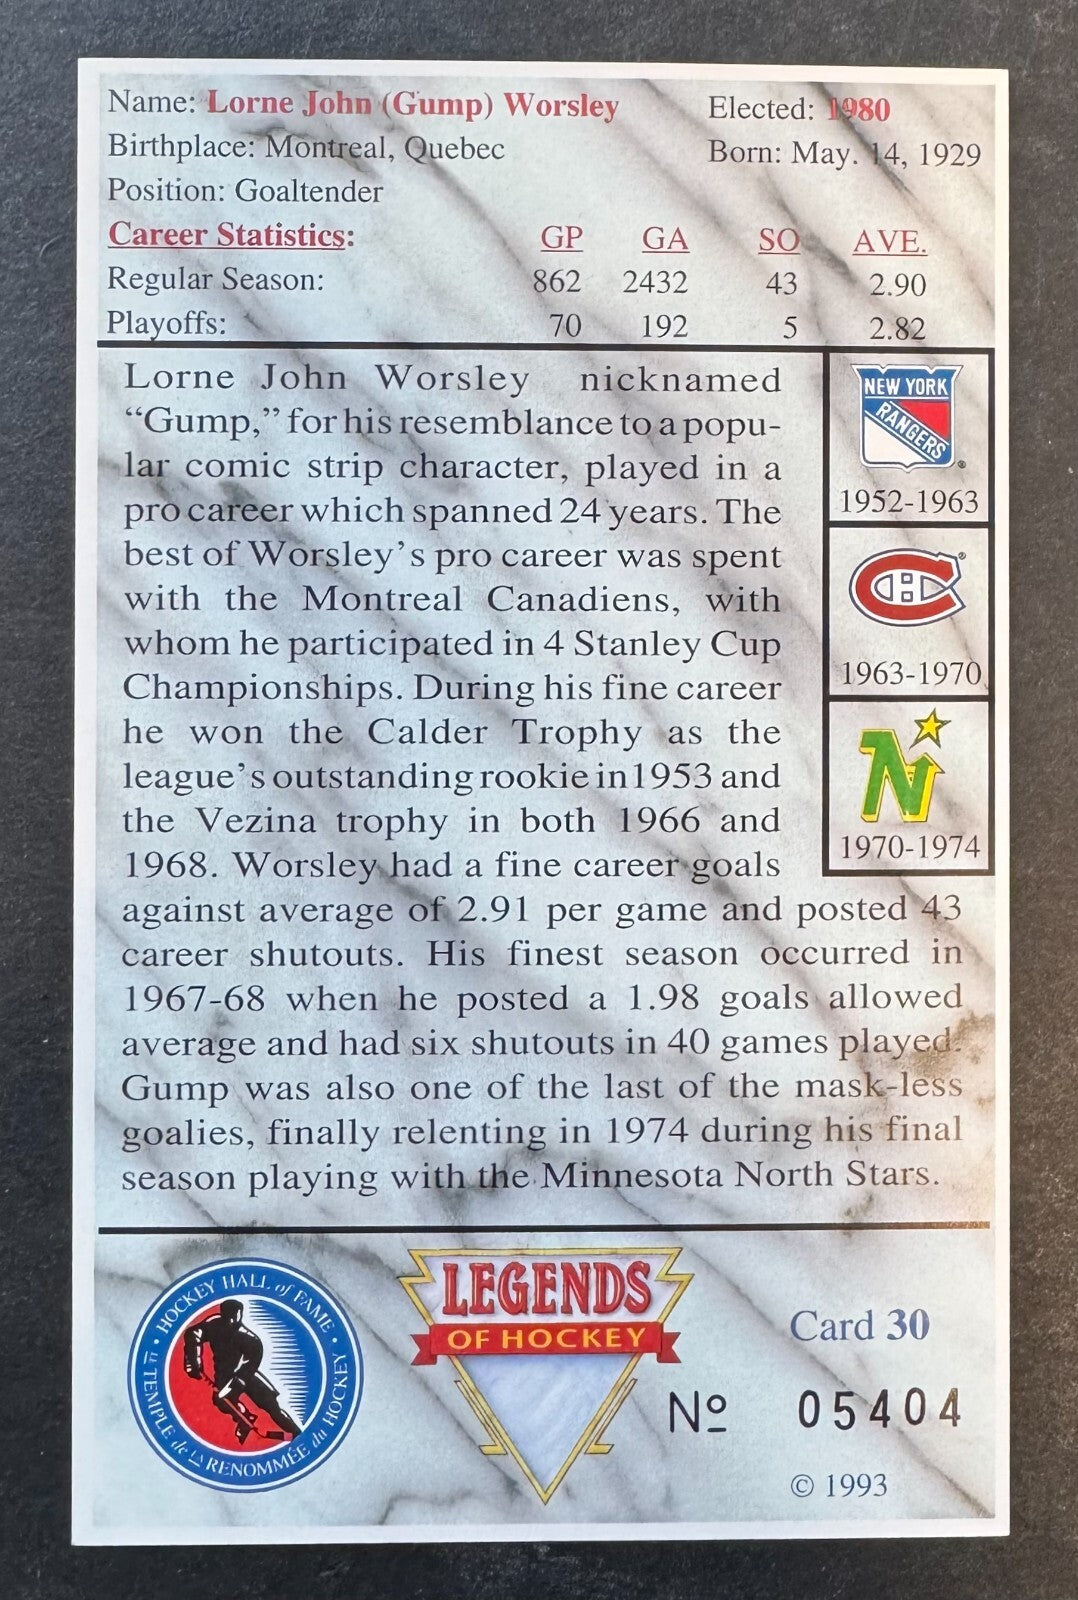 Name: Lorne John (Gump) Worsley Elected: 1980
Birthplace: Montreal, Quebec Born: May. 14, 1929
Position: Goaltender
Career Statistics: GP GA SO AVE.
Regular Season: 862 2432 43 2.90
Playoffs: 70 192 5 2.82
Lorne John Worsley nicknamed
“Gump,” for his resemblance to a popu-
lar comic strip character, played in a
pro career which spanned 24 years. The
best of Worsley’s pro career was spent
with the Montreal Canadiens, with
whom he participated in 4 Stanley Cup
Championships. During his fine career
he won the Calder Trophy as the
league’s outstanding rookie in 1953 and
the Vezina trophy in both 1966 and
1968. Worsley had a fine career goals
against average of 2.91 per game and posted 43
career shutouts. His finest season occurred in
1967-68 when he posted a 1.98 goals allowed
average and had six shutouts in 40 games played.
Gump was also one of the last of the mask-less
goalies, finally relenting in 1974 during his final
season playing with the Minnesota North Stars.
NEW YORK
RANGERS
®
1952-1963
CH
®
1963-1970
N
1970-1974
HOCKEY HALL of FAME
LE TEMPLE de LA RENOMMÉE du HOCKEY
LEGENDS
OF HOCKEY
Card 30
Nº 05404
© 1993